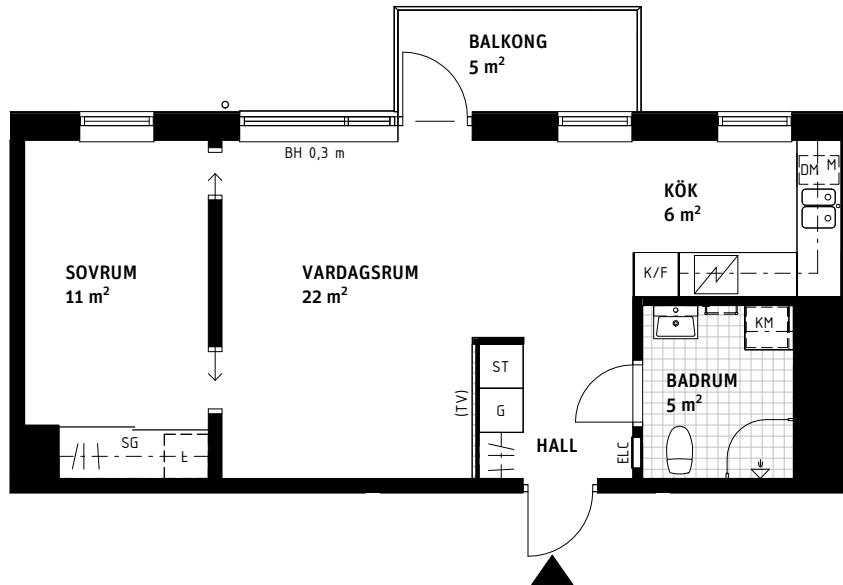 BALKONG
5 m²
BH 0,3 m
DM
M
KÖK
6 m²
SOVRUM
11 m²
VARDAGSRUM
22 m²
K/F
KM
ST
BADRUM
5 m²
(TV)
G
SG
L
HALL
ELC